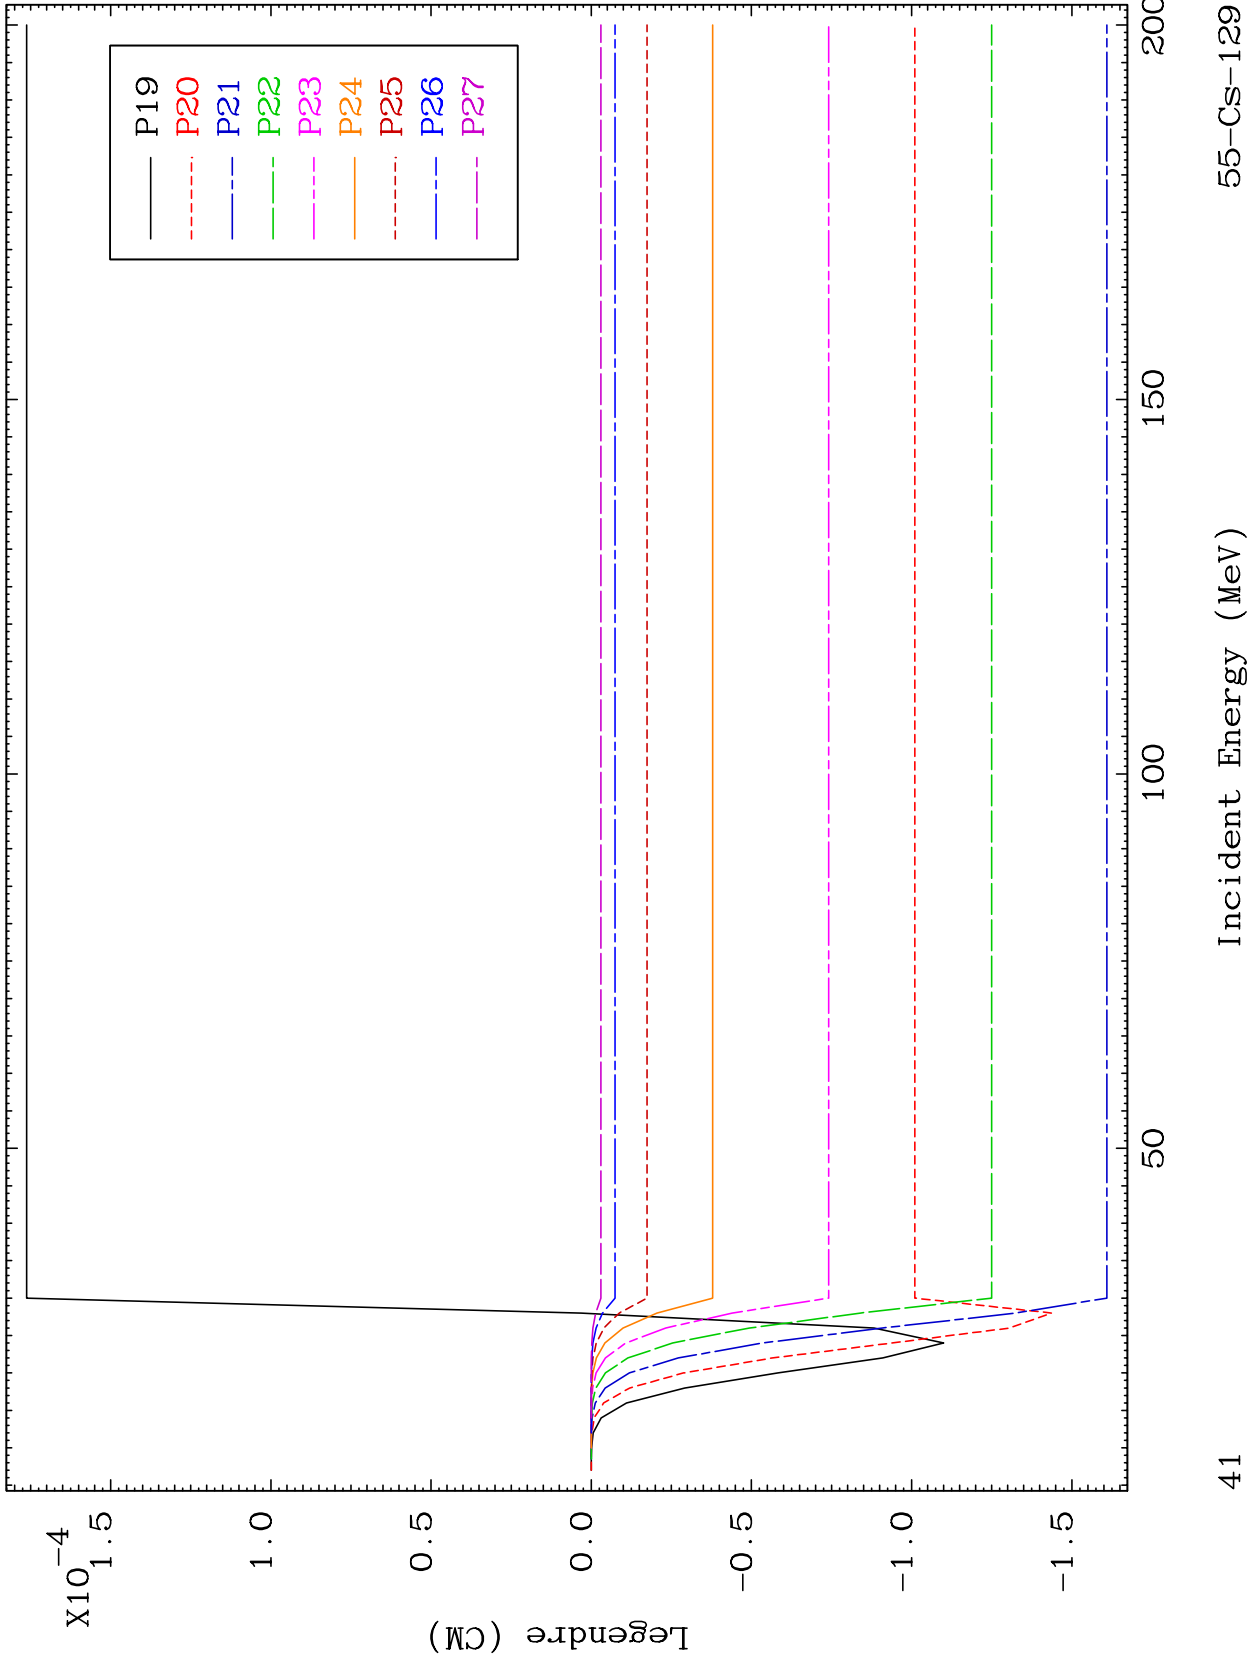 X10-4
1.5
1.0
0.5
0.0
-0.5
-1.0
-1.5
Legendre (CM)
P19
P20
P21
P22
P23
P24
P25
P26
P27
50
100
150
200
Incident Energy (MeV)
41
55-Cs-129